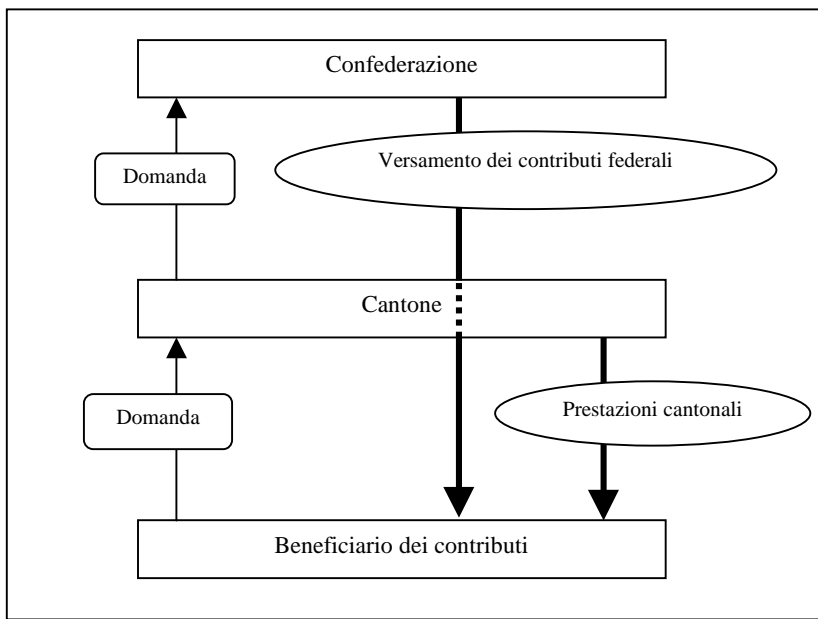 Confederazione
Versamento dei contributi federali
Domanda
Cantone
Domanda
Prestazioni cantonali
Beneficiario dei contributi